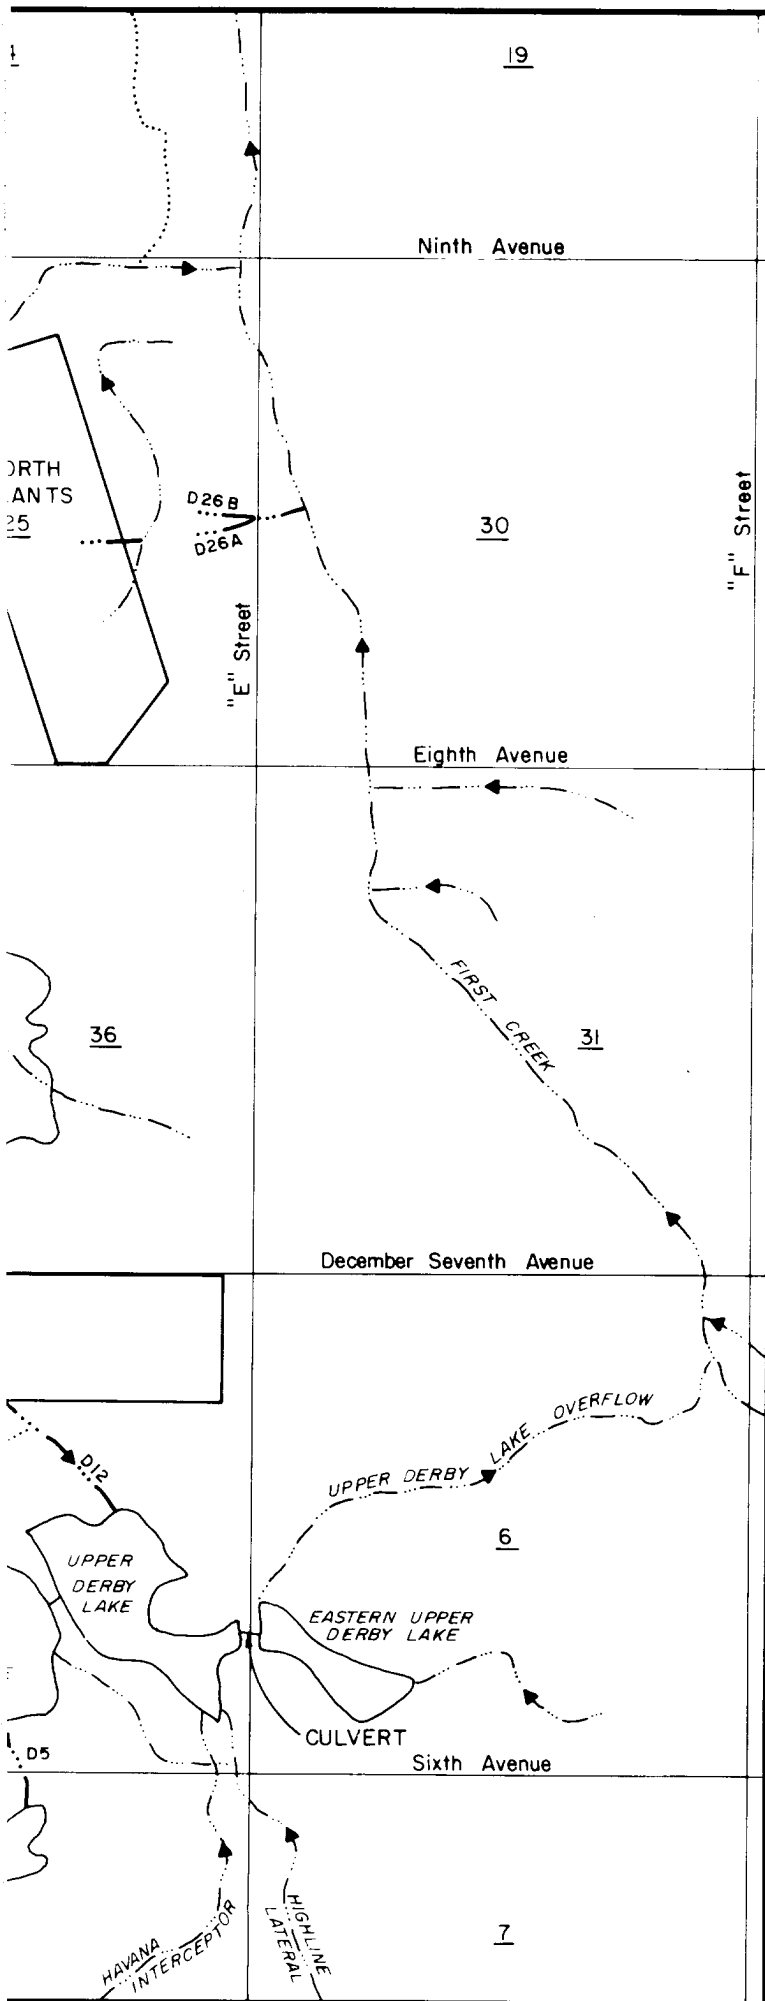 19
Ninth Avenue
ORTH
ANTS
25
D26B
D26A
30
"F" Street
"E" Street
Eighth Avenue
FIRST CREEK
36
31
December Seventh Avenue
D12
UPPER DERBY LAKE OVERFLOW
6
UPPER
DERBY
LAKE
EASTERN UPPER
DERBY LAKE
CULVERT
D5
Sixth Avenue
HAVANA
INTERCEPTOR
HIGHLINE
LATERAL
7